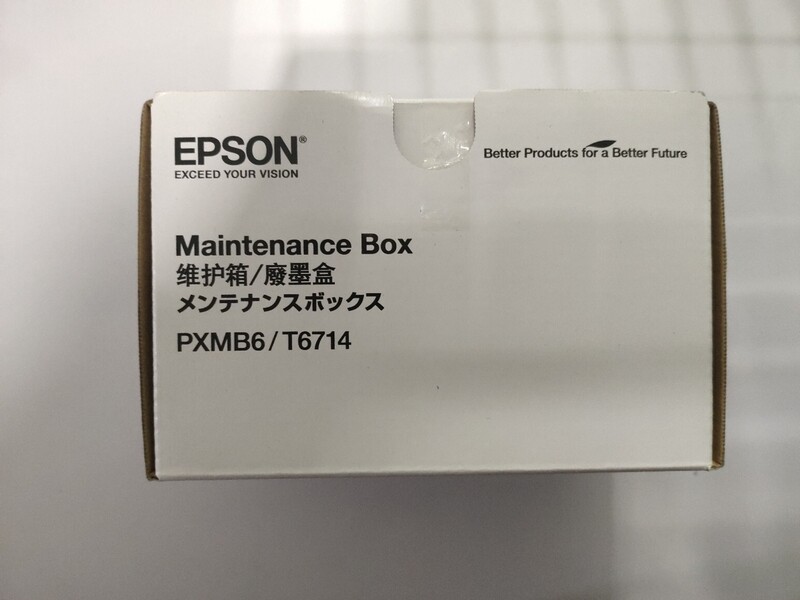 EPSON®
EXCEED YOUR VISION
Better Products for a Better Future
Maintenance Box
维护箱/廢墨盒
メンテナンスボックス
PXMB6/T6714